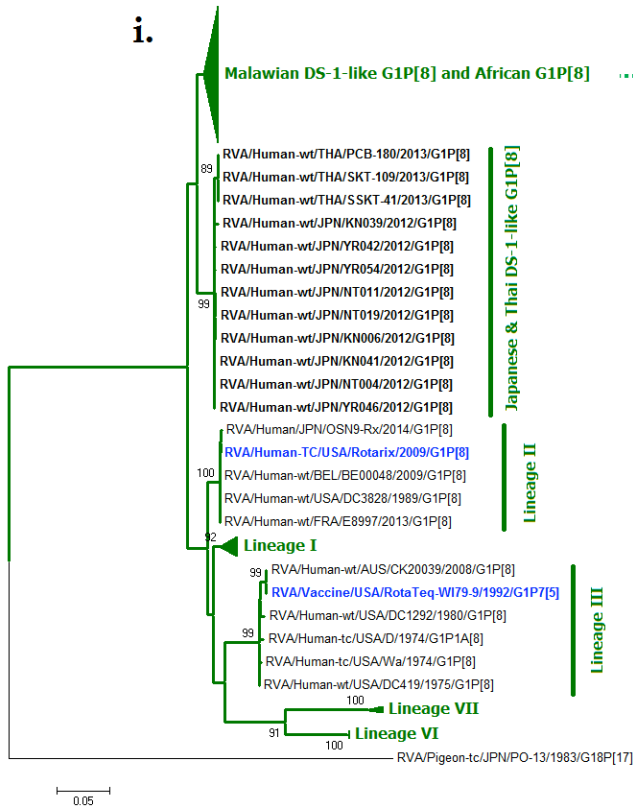 i.
Malawian DS-1-like G1P[8] and African G1P[8]
89
RVA/Human-wt/THA/PCB-180/2013/G1P[8]
RVA/Human-wt/THA/SKT-109/2013/G1P[8]
RVA/Human-wt/THA/SSKT-41/2013/G1P[8]
RVA/Human-wt/JPN/KN039/2012/G1P[8]
RVA/Human-wt/JPN/YR042/2012/G1P[8]
RVA/Human-wt/JPN/YR054/2012/G1P[8]
RVA/Human-wt/JPN/NT011/2012/G1P[8]
99
RVA/Human-wt/JPN/NT019/2012/G1P[8]
RVA/Human-wt/JPN/KN006/2012/G1P[8]
RVA/Human-wt/JPN/KN041/2012/G1P[8]
RVA/Human-wt/JPN/NT004/2012/G1P[8]
RVA/Human-wt/JPN/YR046/2012/G1P[8]
Japanese & Thai DS-1-like G1P[8]
RVA/Human/JPN/OSN9-Rx/2014/G1P[8]
RVA/Human-TC/USA/Rotarix/2009/G1P[8]
100
RVA/Human-wt/BEL/BE00048/2009/G1P[8]
RVA/Human-wt/USA/DC3828/1989/G1P[8]
RVA/Human-wt/FRA/E8997/2013/G1P[8]
Lineage II
92
Lineage I
99
RVA/Human-wt/AUS/CK20039/2008/G1P[8]
RVA/Vaccine/USA/RotaTeq-WI79-9/1992/G1P7[5]
RVA/Human-wt/USA/DC1292/1980/G1P[8]
99
RVA/Human-tc/USA/D/1974/G1P1A[8]
RVA/Human-tc/USA/Wa/1974/G1P[8]
RVA/Human-wt/USA/DC419/1975/G1P[8]
Lineage III
100
Lineage VII
91
100
Lineage VI
RVA/Pigeon-tc/JPN/PO-13/1983/G18P[17]
0.05